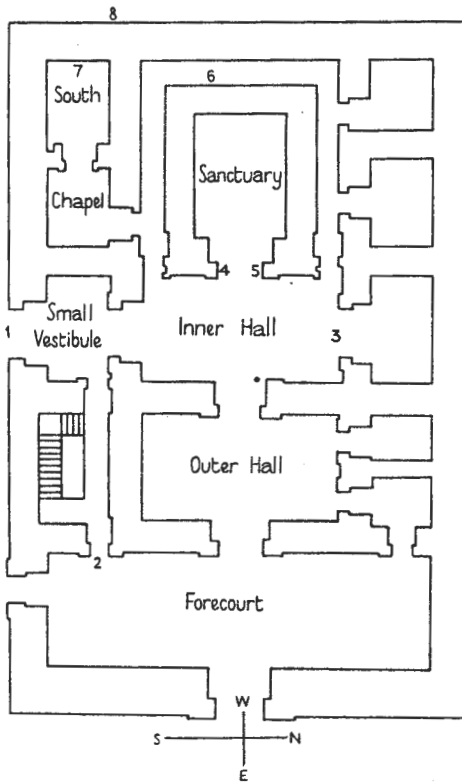 8
7
6
South
Sanctuary
Chapel
4
5
Small
Vestibule
1
Inner Hall
3
Outer Hall
2
Forecourt
W
S
N
E